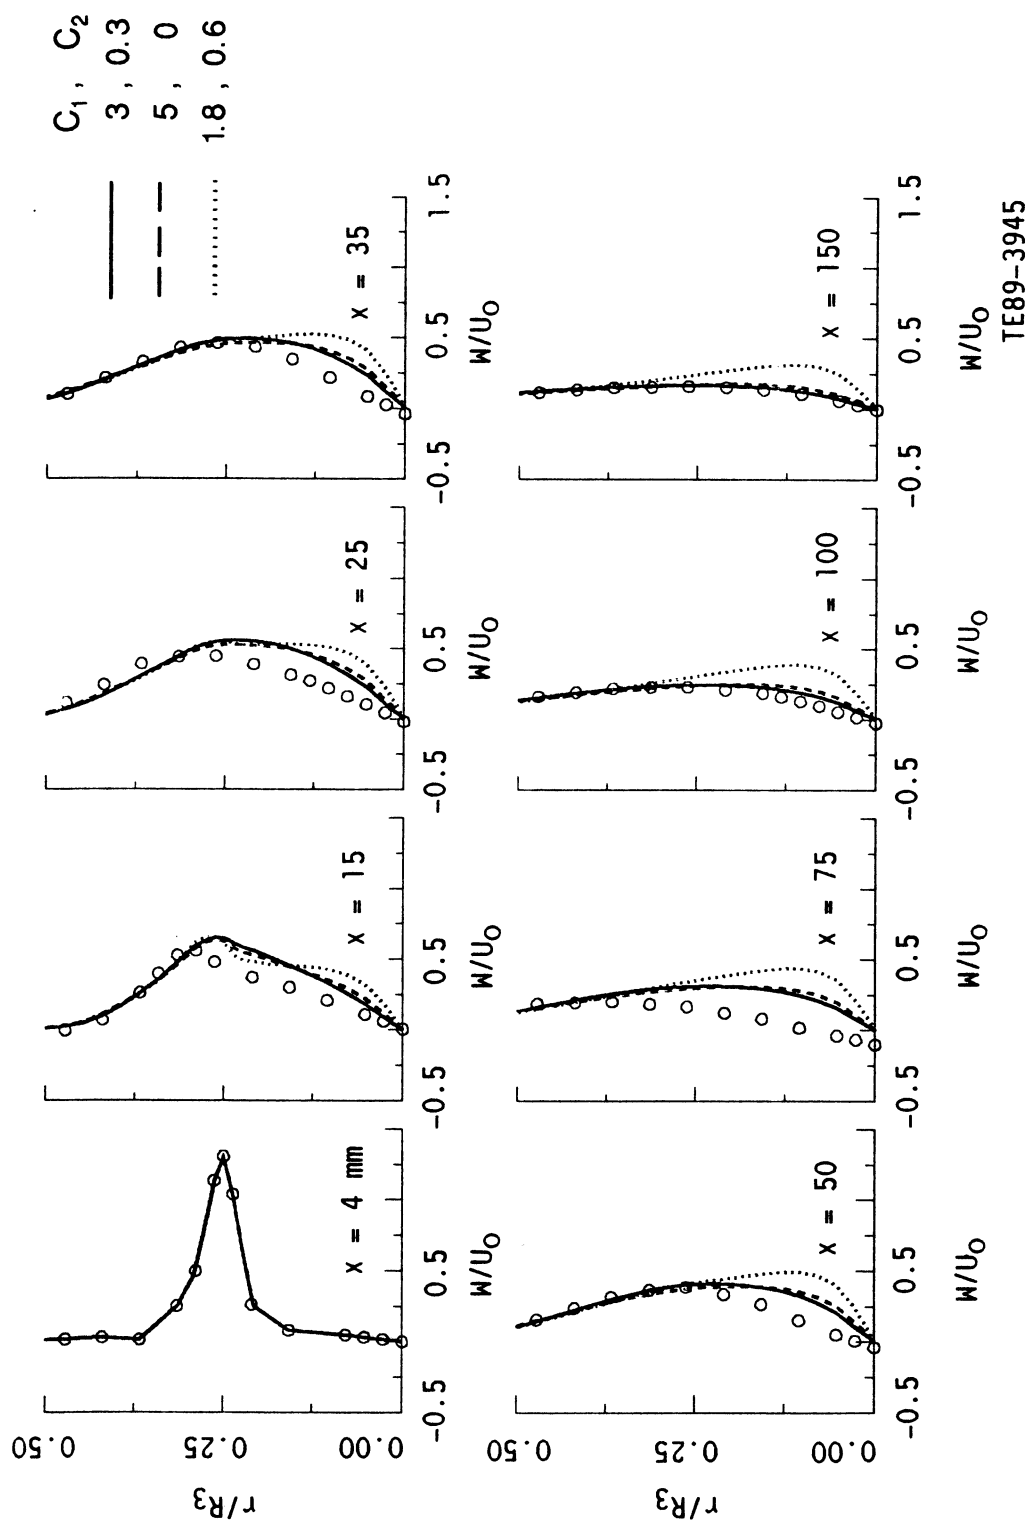 C₁ , C₂
3 , 0.3
5 , 0
1.8 , 0.6
0.50
0.25
0.00
r/R₃
x = 4 mm
x = 15
x = 25
x = 35
-0.5 0.5
-0.5 0.5
-0.5 0.5
-0.5 0.5 1.5
W/U₀
W/U₀
W/U₀
W/U₀
0.50
0.25
0.00
r/R₃
x = 50
x = 75
x = 100
x = 150
-0.5 0.5
-0.5 0.5
-0.5 0.5
-0.5 0.5 1.5
W/U₀
W/U₀
W/U₀
W/U₀
TE89-3945